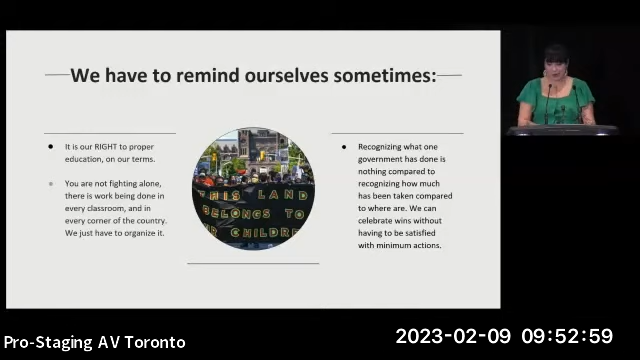 We have to remind ourselves sometimes:
It is our RIGHT to proper
education, on our terms.
You are not fighting alone,
there is work being done in
every classroom, and in
every corner of the country.
We just have to organize it.
THIS LAND
BELONGS TO
R CHILDRE
Recognizing what one
government has done is
nothing compared to
recognizing how much
has been taken compared
to where are. We can
celebrate wins without
having to be satisfied
with minimum actions.
Pro-Staging AV Toronto
2023-02-09 09:52:59